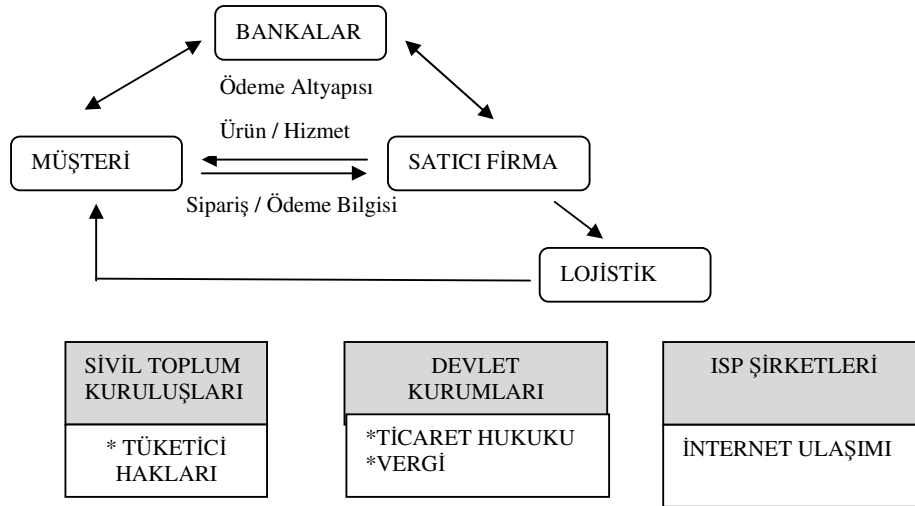 BANKALAR
Ödeme Altyapısı
Ürün / Hizmet
MÜŞTERİ
SATICI FİRMA
Sipariş / Ödeme Bilgisi
LOJİSTİK
SİVİL TOPLUM
KURULUŞLARI
* TÜKETİCİ
HAKLARI
DEVLET
KURUMLARI
*TİCARET HUKUKU
*VERGİ
ISP ŞİRKETLERİ
İNTERNET ULAŞIMI